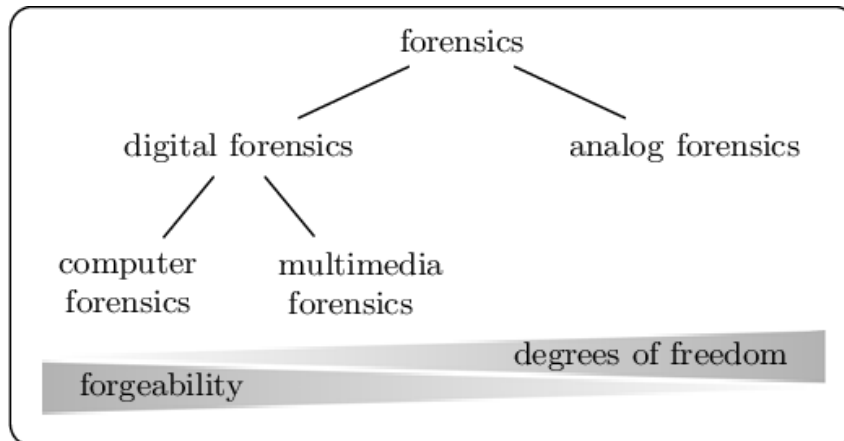 forensics
digital forensics
analog forensics
computer
forensics
multimedia
forensics
degrees of freedom
forgeability